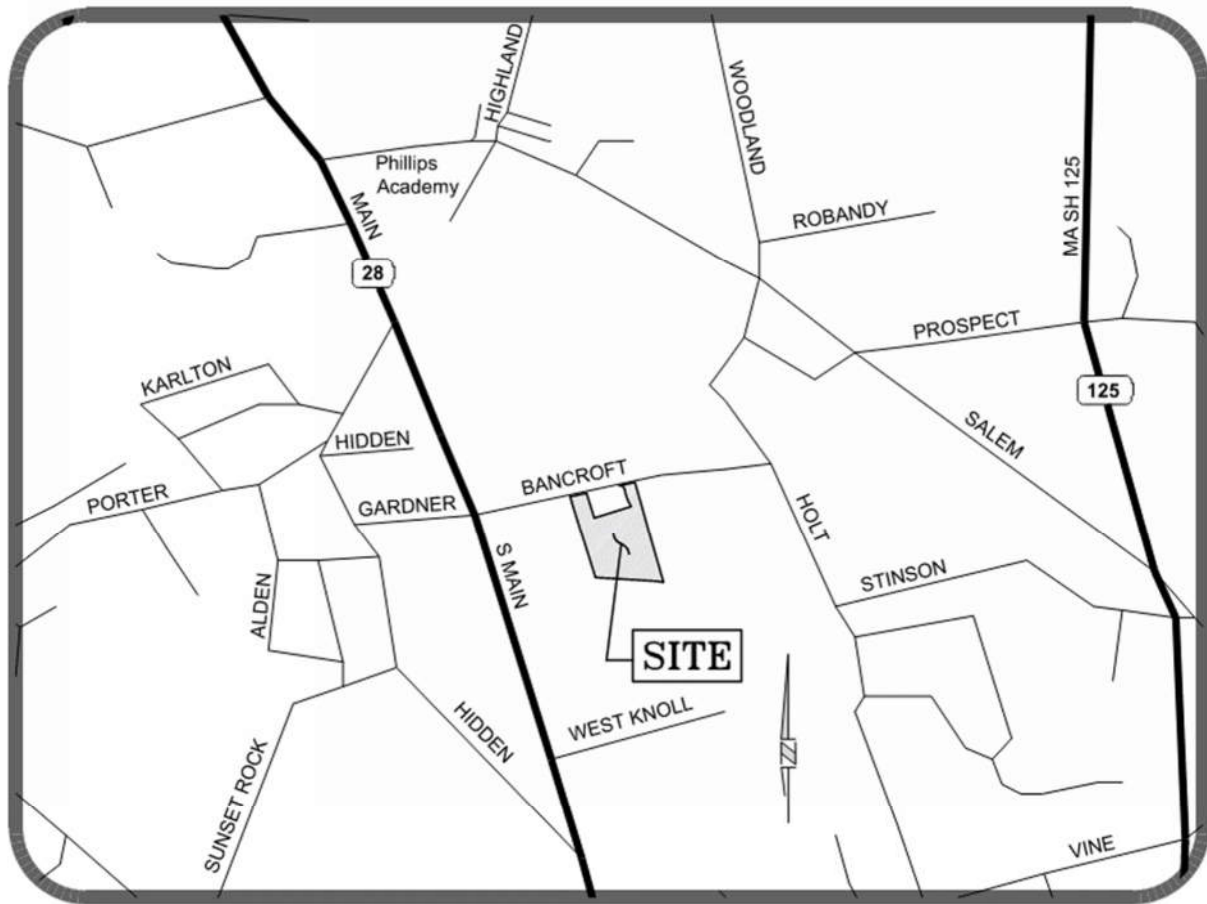 HIGHLAND
WOODLAND
Phillips
Academy
MAIN
ROBANDY
MA SH 125
28
PROSPECT
KARLTON
125
SALEM
HIDDEN
BANCROFT
PORTER
GARDNER
HOLT
S MAIN
STINSON
ALDEN
SITE
WEST KNOLL
HIDDEN
N
SUNSET ROCK
VINE